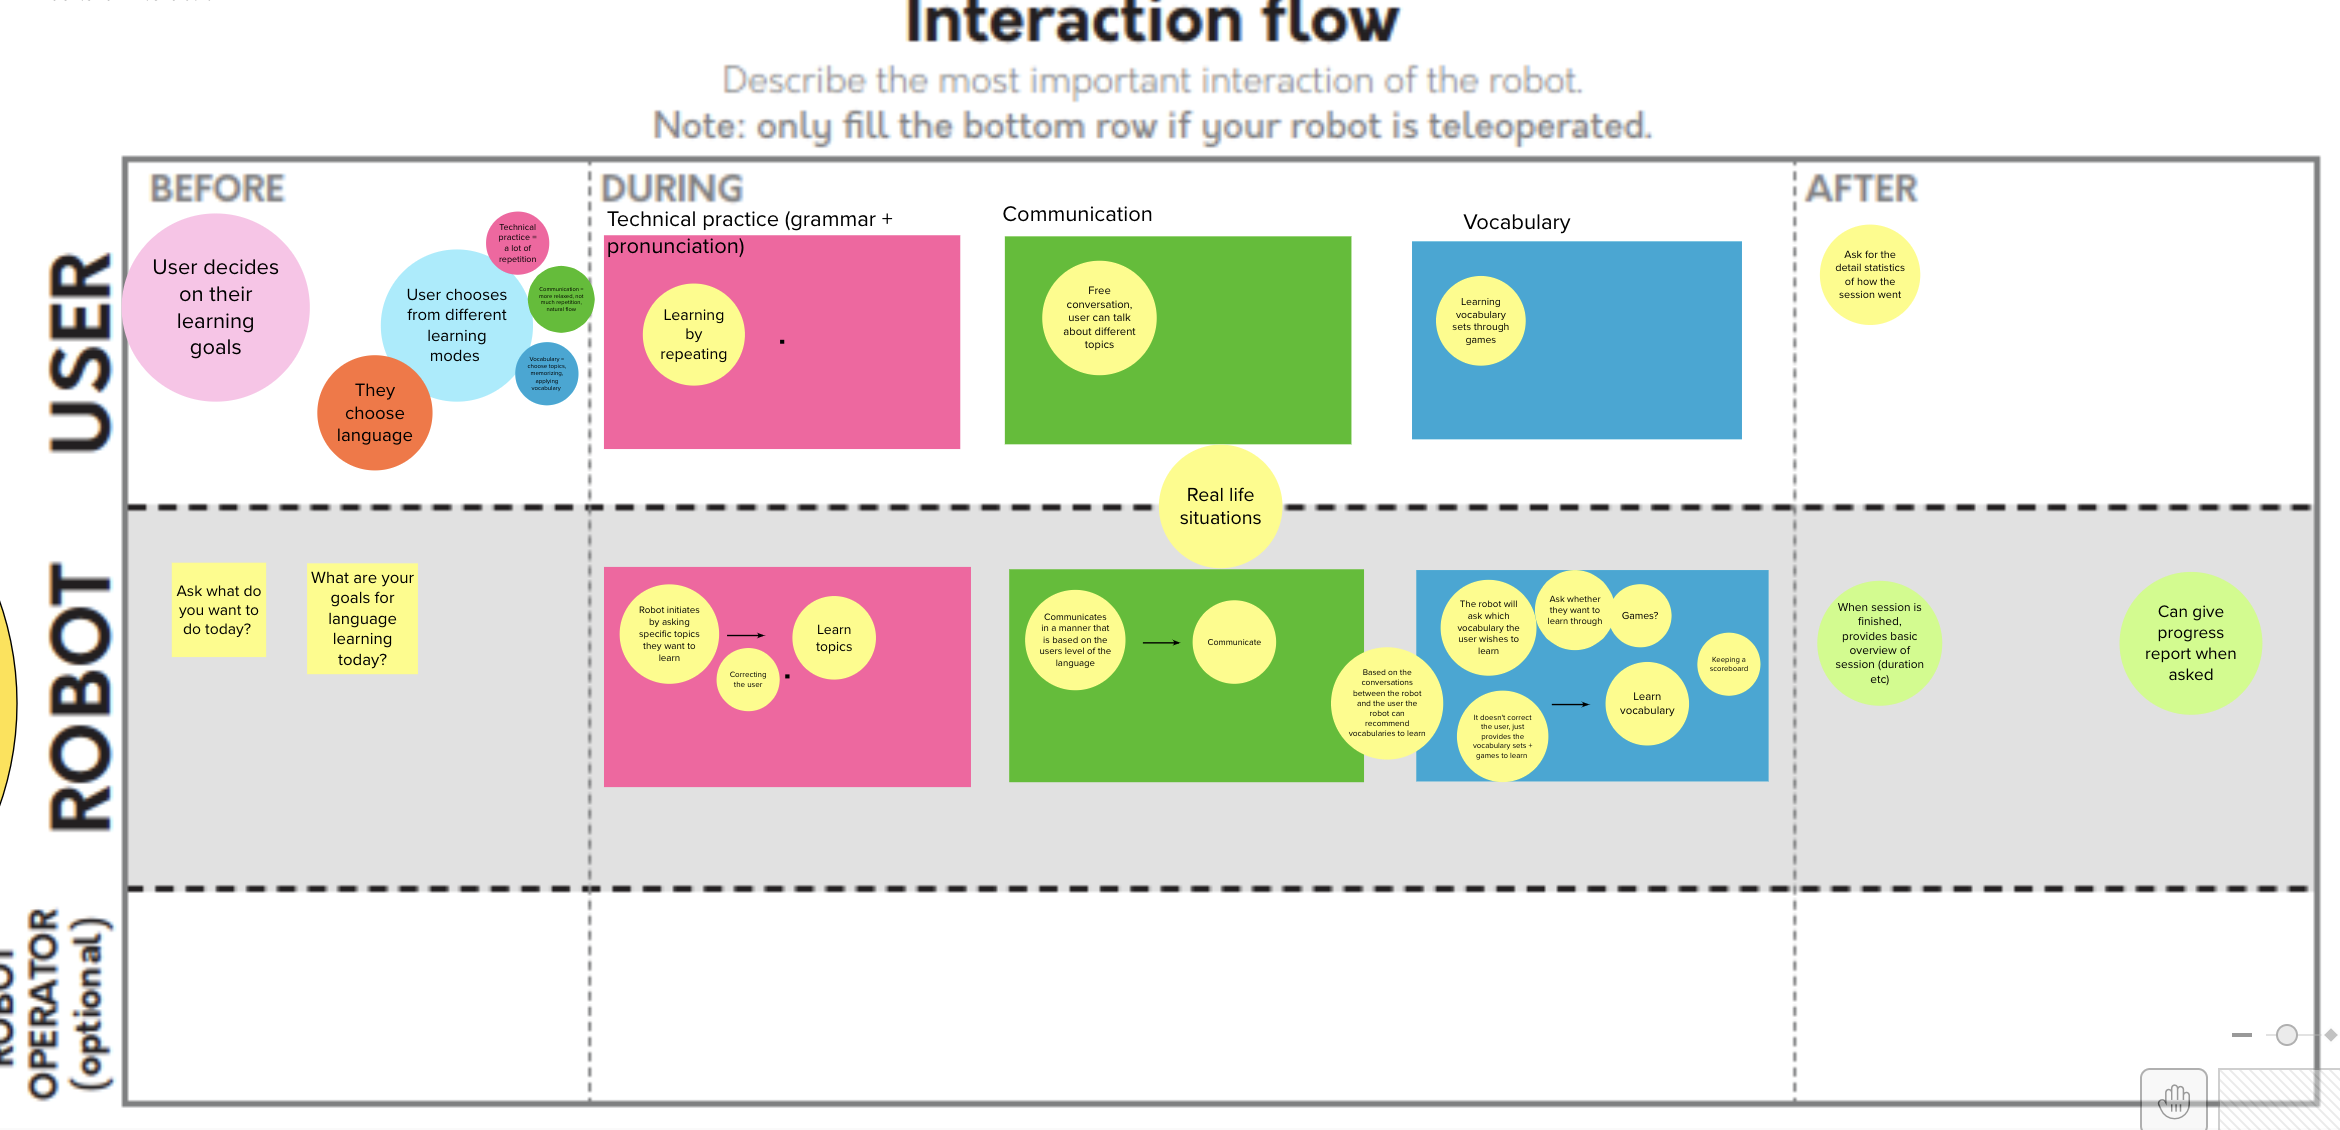 Interaction flow
Describe the most important interaction of the robot.
Note: only fill the bottom row if your robot is teleoperated.
BEFORE
DURING
AFTER
USER
User decides
on their
learning
goals
User chooses
from different
learning
modes
They
choose
language
Technical
practice =
a lot of
repetition
Communication =
more relaxed, not
much repetition,
natural flow
Vocabulary =
choose topics,
memorizing,
applying
vocabulary
Technical practice (grammar +
pronunciation)
Learning
by
repeating
.
Communication
Free
conversation,
user can talk
about different
topics
Vocabulary
Learning
vocabulary
sets through
games
Ask for the
detail statistics
of how the
session went
Real life
situations
ROBOT
Ask what do
you want to
do today?
What are your
goals for
language
learning
today?
Robot initiates
by asking
specific topics
they want to
learn
Correcting
the user
.
Learn
topics
Communicates
in a manner that
is based on the
users level of the
language
Communicate
Based on the
conversations
between the robot
and the user the
robot can
recommend
vocabularies to learn
The robot will
ask which
vocabulary the
user wishes to
learn
Ask whether
they want to
learn through
Games?
It doesn't correct
the user, just
provides the
vocabulary sets +
games to learn
Learn
vocabulary
Keeping a
scoreboard
When session is
finished,
provides basic
overview of
session (duration
etc)
Can give
progress
report when
asked
ROBOT
OPERATOR
(optional)